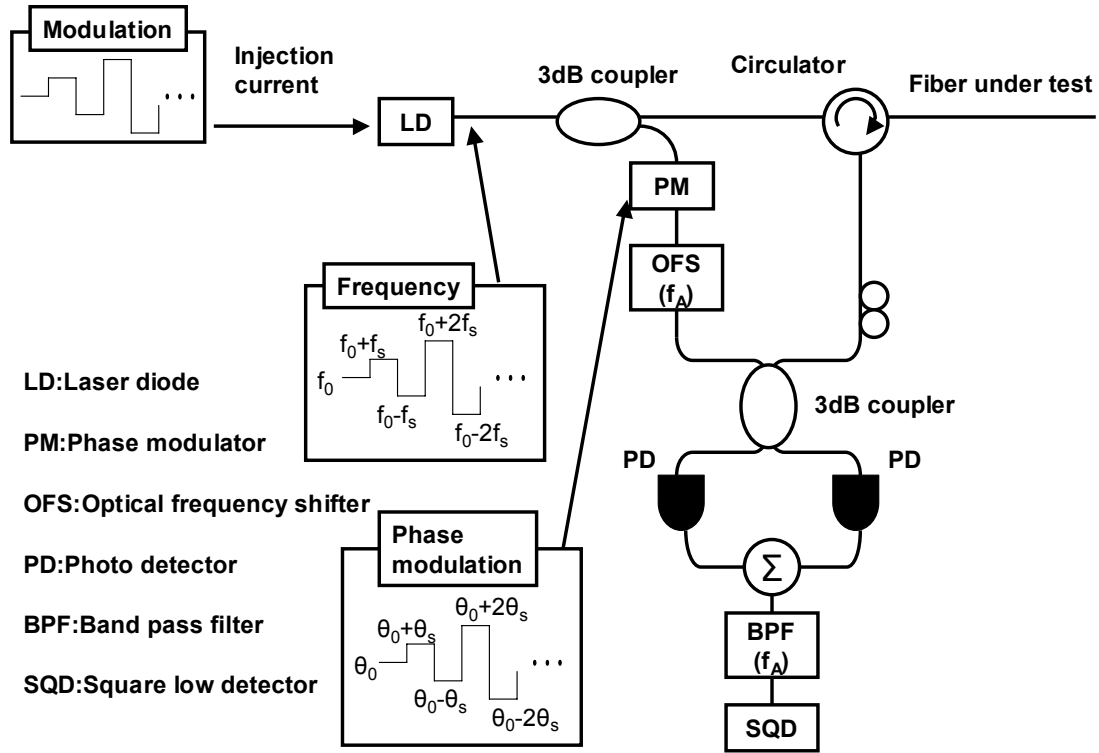 Modulation
Injection
current
LD
3dB coupler
Circulator
Fiber under test
PM
OFS
(fA)
Frequency
f0+2fs
f0+fs
f0
f0-fs
f0-2fs
LD:Laser diode
PM:Phase modulator
OFS:Optical frequency shifter
PD:Photo detector
BPF:Band pass filter
SQD:Square low detector
3dB coupler
PD
PD
Phase
modulation
θ0+2θs
θ0+θs
θ0
θ0-θs
θ0-2θs
Σ
BPF
(fA)
SQD